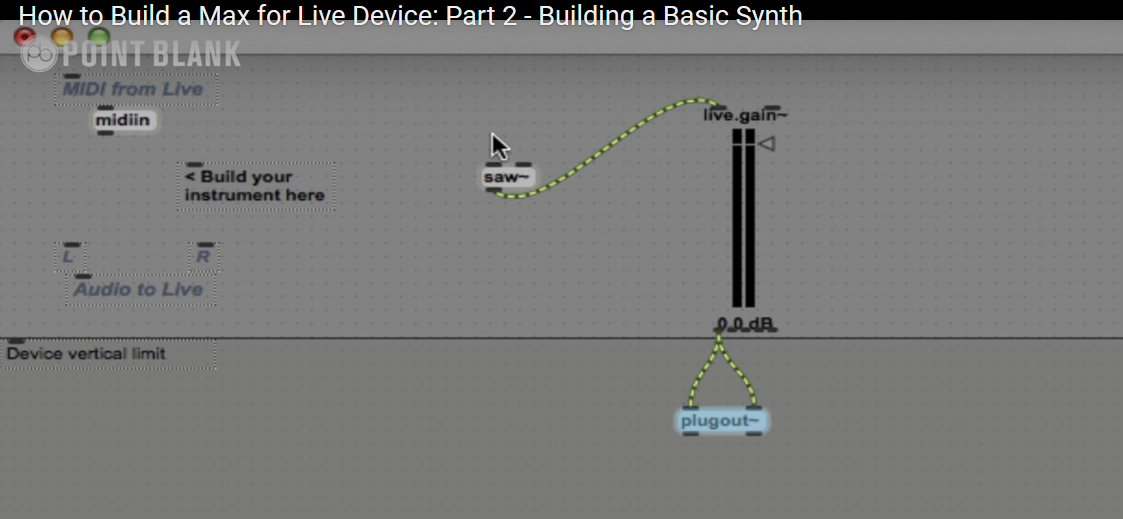 How to Build a Max for Live Device: Part 2 - Building a Basic Synth
POINT BLANK
MIDI from Live
midiin
live.gain~
< Build your
instrument here
saw~
L
R
Audio to Live
0.0 dB
Device vertical limit
plugout~